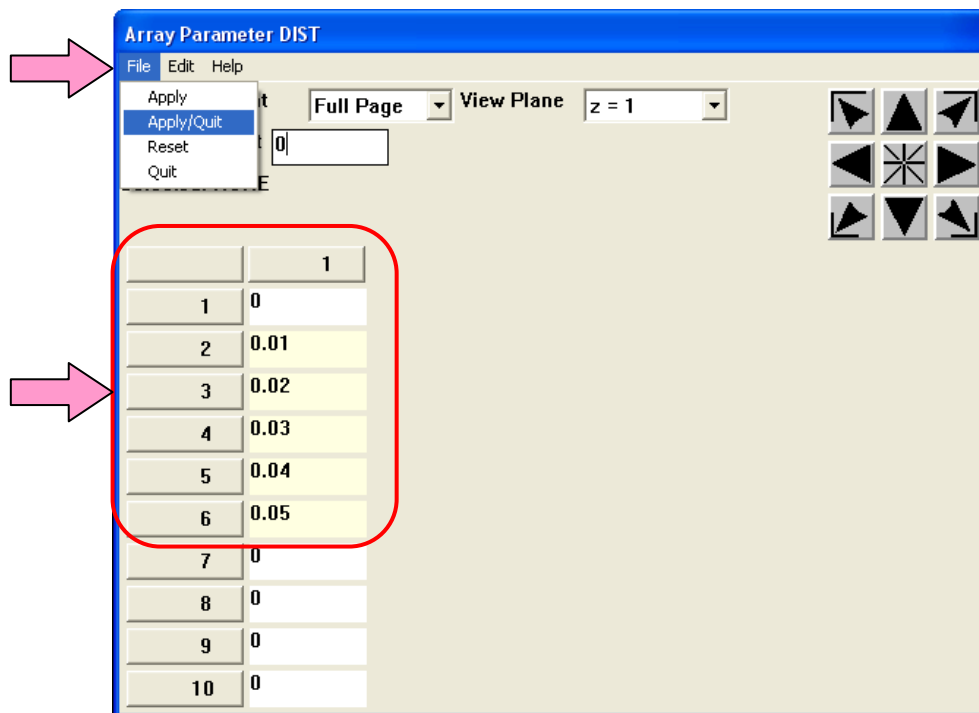 Array Parameter DIST
File Edit Help
Apply
Apply/Quit
Reset
Quit
Full Page View Plane z = 1
0
1
1 0
2 0.01
3 0.02
4 0.03
5 0.04
6 0.05
7 0
8 0
9 0
10 0